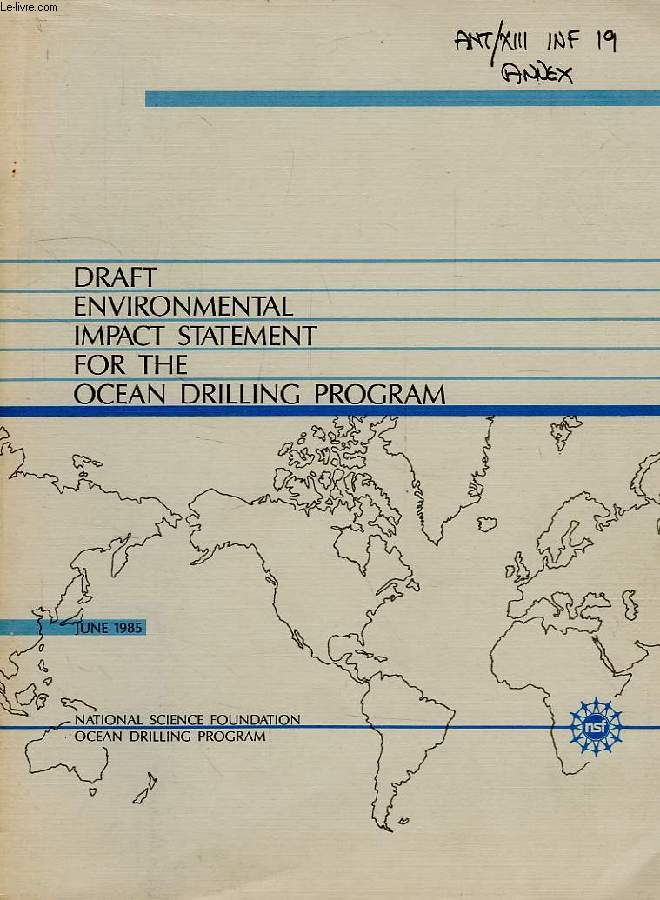 Le-livre.com
ANT/XIII INF 19
ANNEX
DRAFT
ENVIRONMENTAL
IMPACT STATEMENT
FOR THE
OCEAN DRILLING PROGRAM
JUNE 1985
NATIONAL SCIENCE FOUNDATION
OCEAN DRILLING PROGRAM
nsf